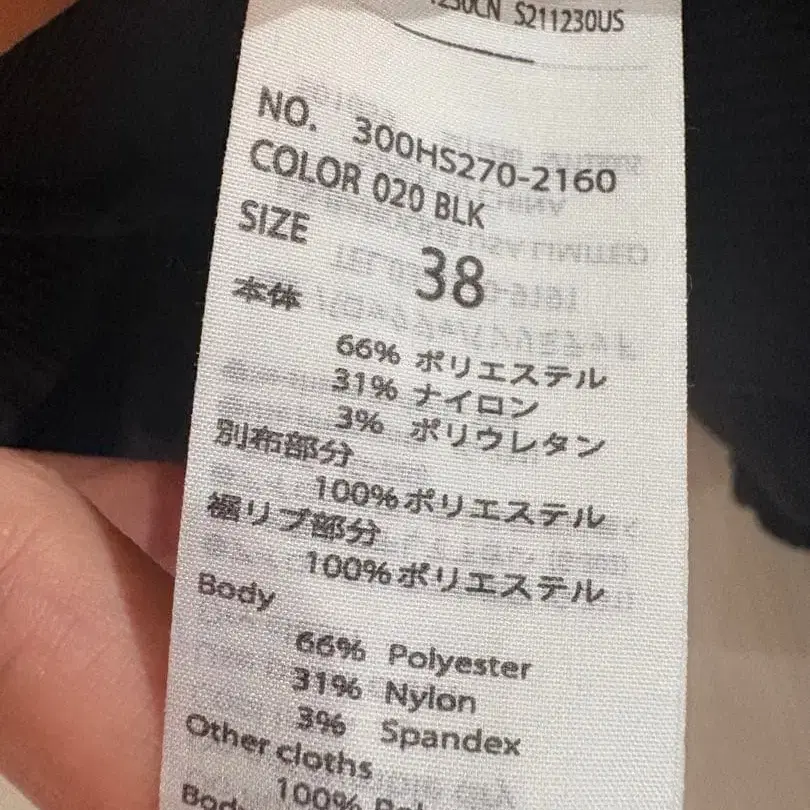 S211230US
NO. 300HS270-2160
COLOR 020 BLK
SIZE 38
本体
66% ポリエステル
31% ナイロン
3% ポリウレタン
別布部分
100%ポリエステル
裾リブ部分
100%ポリエステル
Body
66% Polyester
31% Nylon
3% Spandex
Other cloths
100%